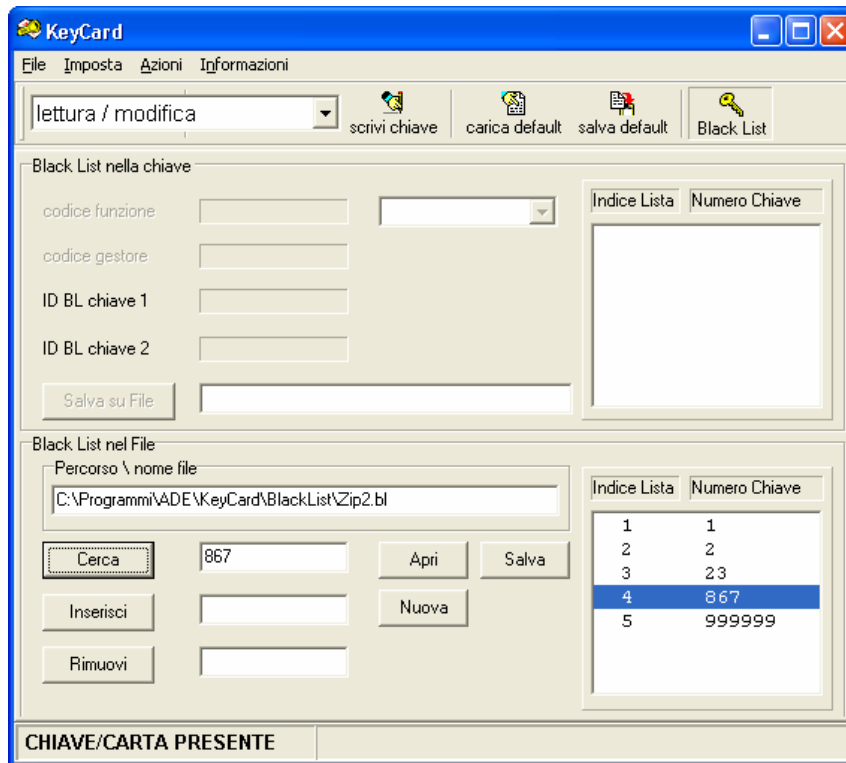 KeyCard
File Imposta Azioni Informazioni
lettura / modifica
scrivi chiave carica default salva default Black List
Black List nella chiave
codice funzione
codice gestore
ID BL chiave 1
ID BL chiave 2
Salva su File
Indice Lista Numero Chiave
Black List nel File
Percorso \ nome file
C:\Programmi\ADE\KeyCard\BlackList\Zip2.bl
Cerca 867 Apri Salva
Inserisci Nuova
Rimuovi
Indice Lista Numero Chiave
1 1
2 2
3 23
4 867
5 999999
CHIAVE/CARTA PRESENTE